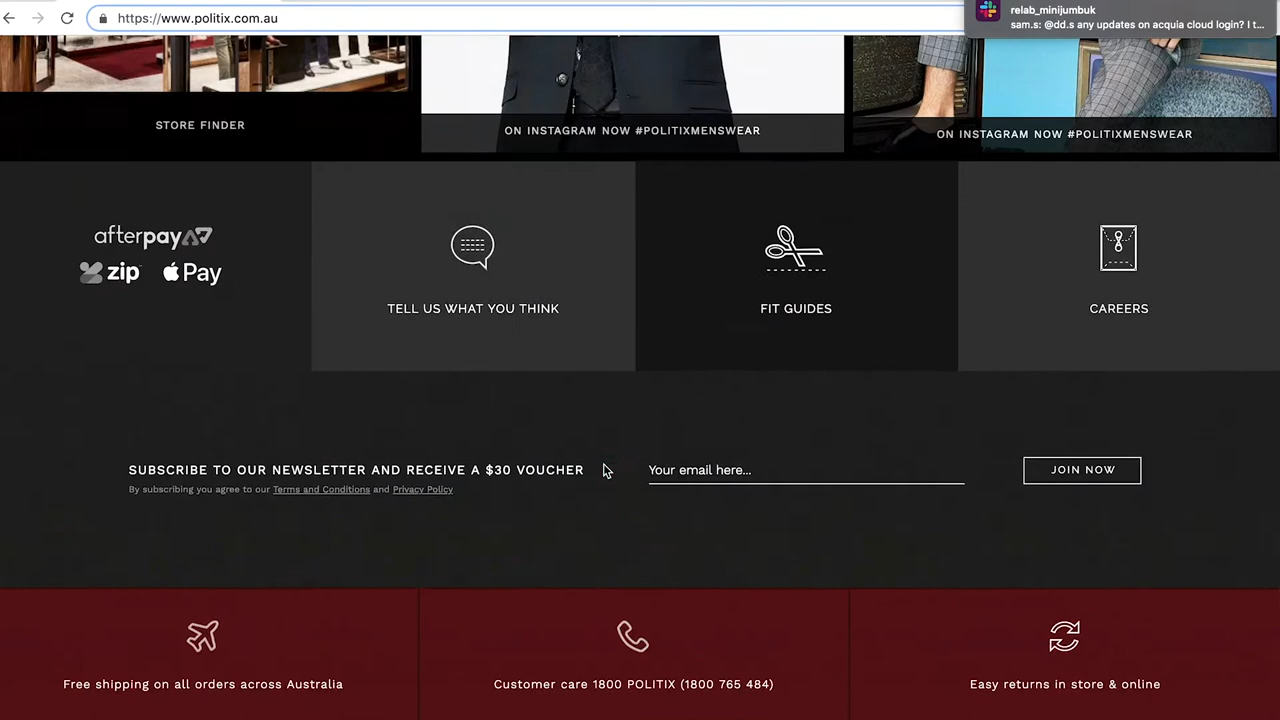 https://www.politix.com.au
relab_minijumbuk
sam.s: @dd.s any updates on acquia cloud login? I t...
STORE FINDER
ON INSTAGRAM NOW #POLITIXMENSWEAR
ON INSTAGRAM NOW #POLITIXMENSWEAR
afterpay
zip Pay
TELL US WHAT YOU THINK
FIT GUIDES
CAREERS
SUBSCRIBE TO OUR NEWSLETTER AND RECEIVE A $30 VOUCHER
By subscribing you agree to our Terms and Conditions and Privacy Policy
Your email here...
JOIN NOW
Free shipping on all orders across Australia
Customer care 1800 POLITIX (1800 765 484)
Easy returns in store & online